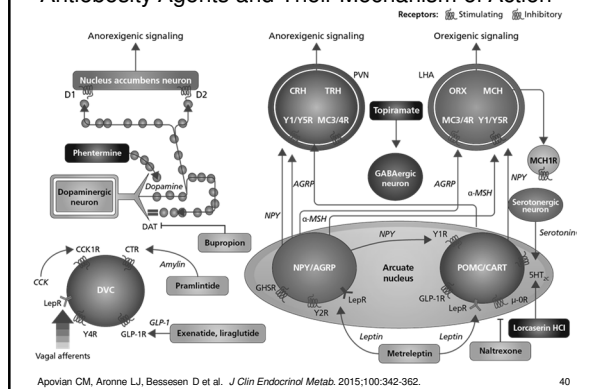 Antiobesity Agents and Their Mechanism of Action
Receptors: Stimulating Inhibitory
Anorexigenic signaling
Anorexigenic signaling
Orexigenic signaling
Nucleus accumbens neuron
D1
D2
Phentermine
Dopamine
Dopaminergic
neuron
DAT
Bupropion
PVN
CRH
TRH
Y1/Y5R
MC3/4R
LHA
ORX
MCH
MC3/4R
Y1/Y5R
Topiramate
GABAergic
neuron
MCH1R
Serotonergic
neuron
Serotonin
NPY
AGRP
α-MSH
AGRP
α-MSH
NPY
CCK1R
CTR
CCK
Amylin
Pramlintide
DVC
LepR
Y4R
GLP-1R
GLP-1
Exenatide, liraglutide
Vagal afferents
NPY
Y1R
NPY/AGRP
Arcuate
nucleus
POMC/CART
GHSR
LepR
Y2R
GLP-1R
LepR
μ-0R
5HT2C
Leptin
Leptin
Metreleptin
Naltrexone
Lorcaserin HCl
Apovian CM, Aronne LJ, Bessesen D et al. J Clin Endocrinol Metab. 2015;100:342-362.
40